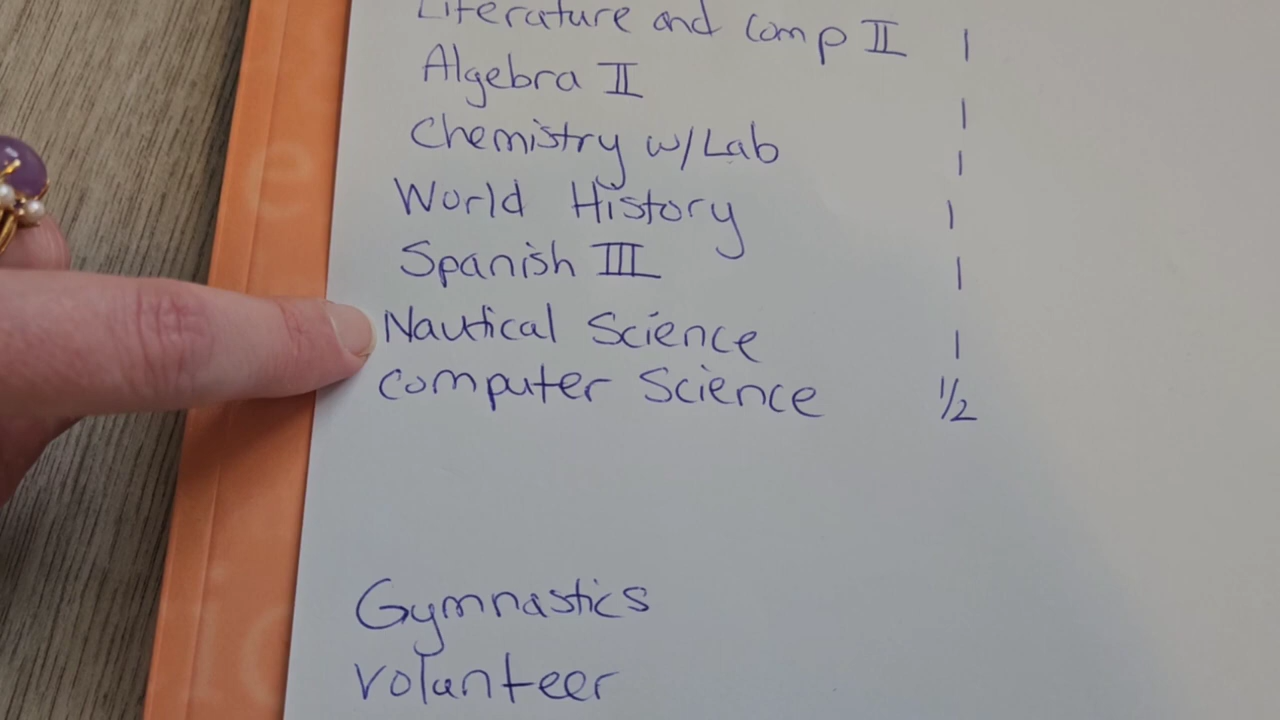 Literature and comp II 1
Algebra II 1
Chemistry w/Lab 1
World History 1
Spanish III 1
Nautical Science 1
Computer Science 1/2
Gymnastics
Volunteer